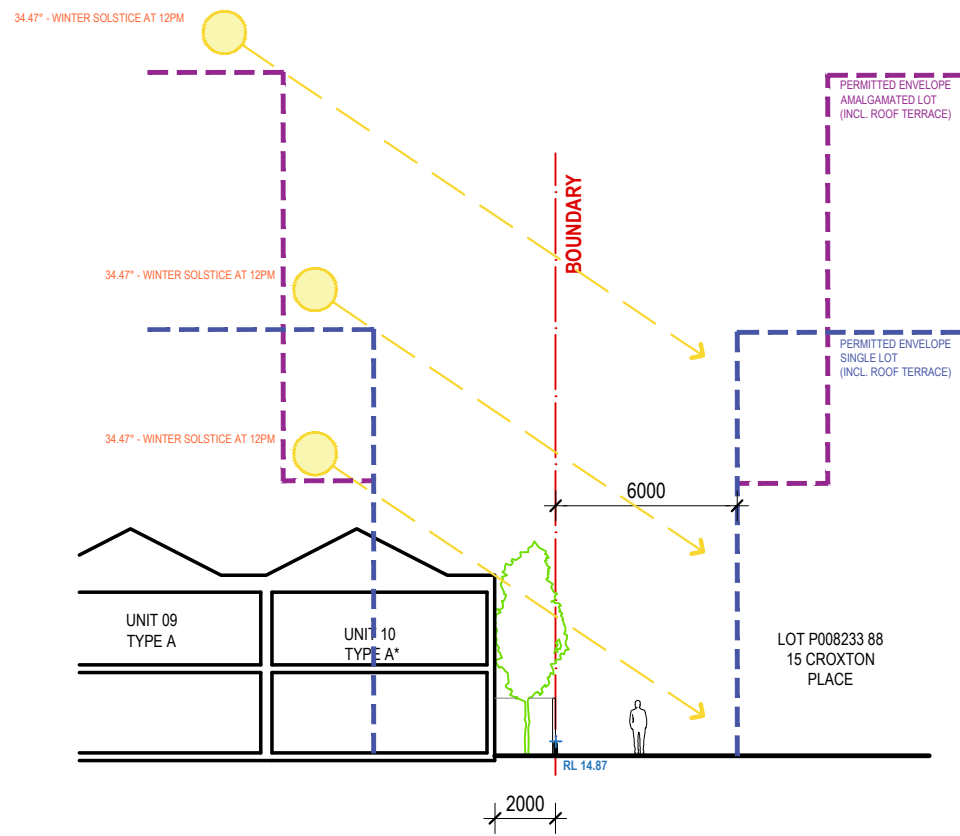 34.47° - WINTER SOLSTICE AT 12PM
PERMITTED ENVELOPE
AMALGAMATED LOT
(INCL. ROOF TERRACE)
BOUNDARY
34.47° - WINTER SOLSTICE AT 12PM
PERMITTED ENVELOPE
SINGLE LOT
(INCL. ROOF TERRACE)
34.47° - WINTER SOLSTICE AT 12PM
6000
UNIT 09
TYPE A
UNIT 10
TYPE A*
LOT P008233 88
15 CROXTON
PLACE
RL 14.87
2000